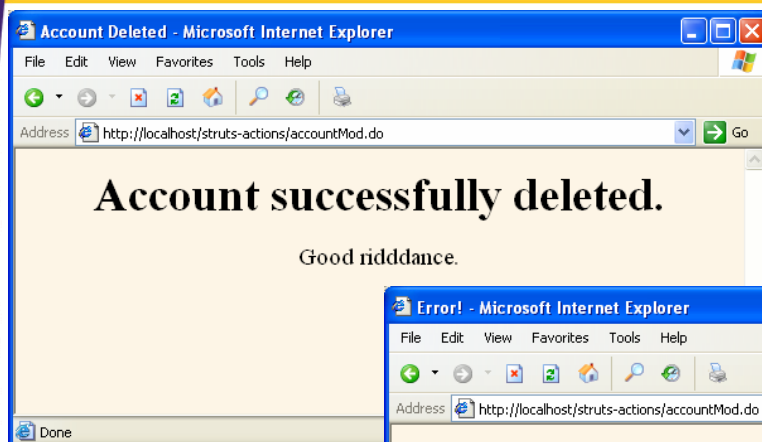 Account Deleted - Microsoft Internet Explorer
File Edit View Favorites Tools Help
Address http://localhost/struts-actions/accountMod.do Go
Account successfully deleted.
Good ridddance.
Done
Error! - Microsoft Internet Explorer
File Edit View Favorites Tools Help
Address http://localhost/struts-actions/accountMod.do